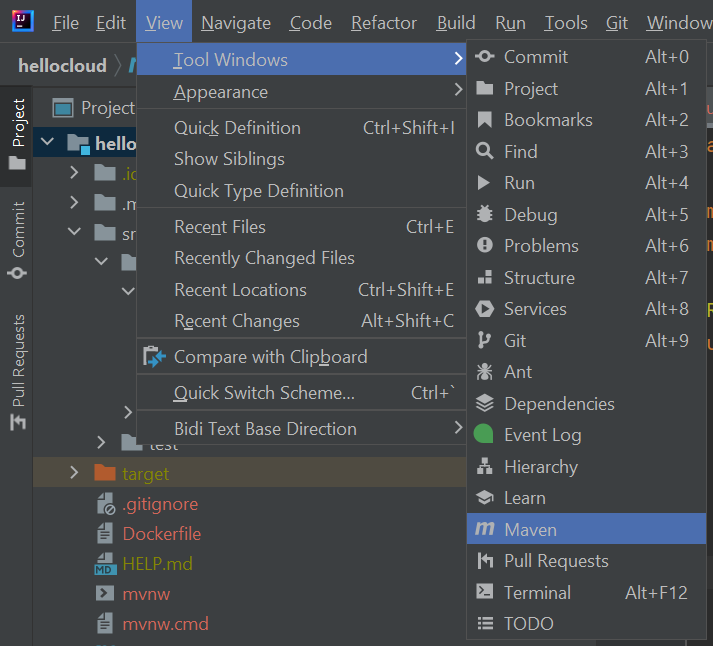 File Edit View Navigate Code Refactor Build Run Tools Git Window
hellocloud
Project
Commit
Pull Requests
Project
hello
test
target
.gitignore
Dockerfile
HELP.md
mvnw
mvnw.cmd
Tool Windows
Appearance
Quick Definition Ctrl+Shift+I
Show Siblings
Quick Type Definition
Recent Files Ctrl+E
Recently Changed Files
Recent Locations Ctrl+Shift+E
Recent Changes Alt+Shift+C
Compare with Clipboard
Quick Switch Scheme... Ctrl+`
Bidi Text Base Direction
Commit Alt+0
Project Alt+1
Bookmarks Alt+2
Find Alt+3
Run Alt+4
Debug Alt+5
Problems Alt+6
Structure Alt+7
Services Alt+8
Git Alt+9
Ant
Dependencies
Event Log
Hierarchy
Learn
Maven
Pull Requests
Terminal Alt+F12
TODO